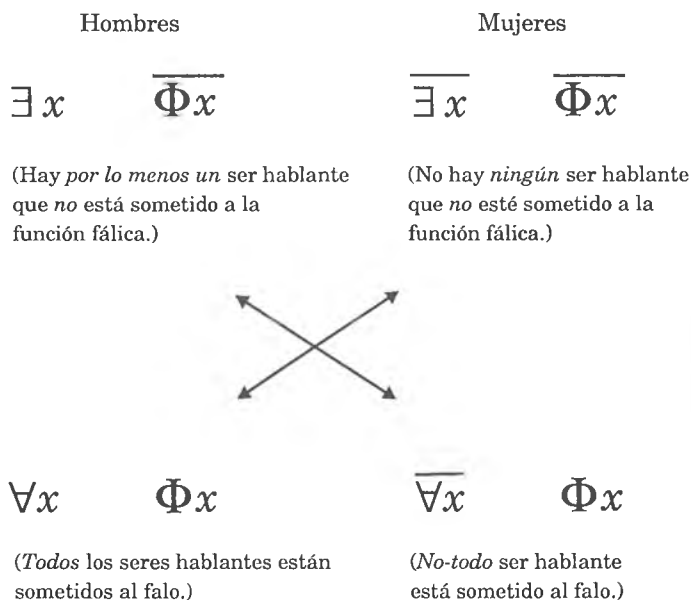 Hombres Mujeres
∃x Φ̅x̅ ∃̅x̅ Φ̅x̅
(Hay por lo menos un ser hablante
que no está sometido a la
función fálica.)
(No hay ningún ser hablante
que no esté sometido a la
función fálica.)
∀x Φx ∀̅x̅ Φx
(Todos los seres hablantes están
sometidos al falo.)
(No-todo ser hablante
está sometido al falo.)